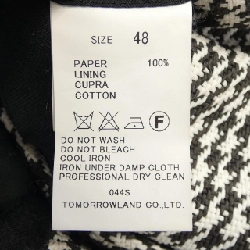 SIZE 48
PAPER 100%
LINING
CUPRA
COTTON
F
DO NOT WASH
DO NOT BLEACH
COOL IRON
IRON UNDER DAMP CLOTH
PROFESSIONAL DRY CLEAN
044S
TOMORROWLAND CO.,LTD.